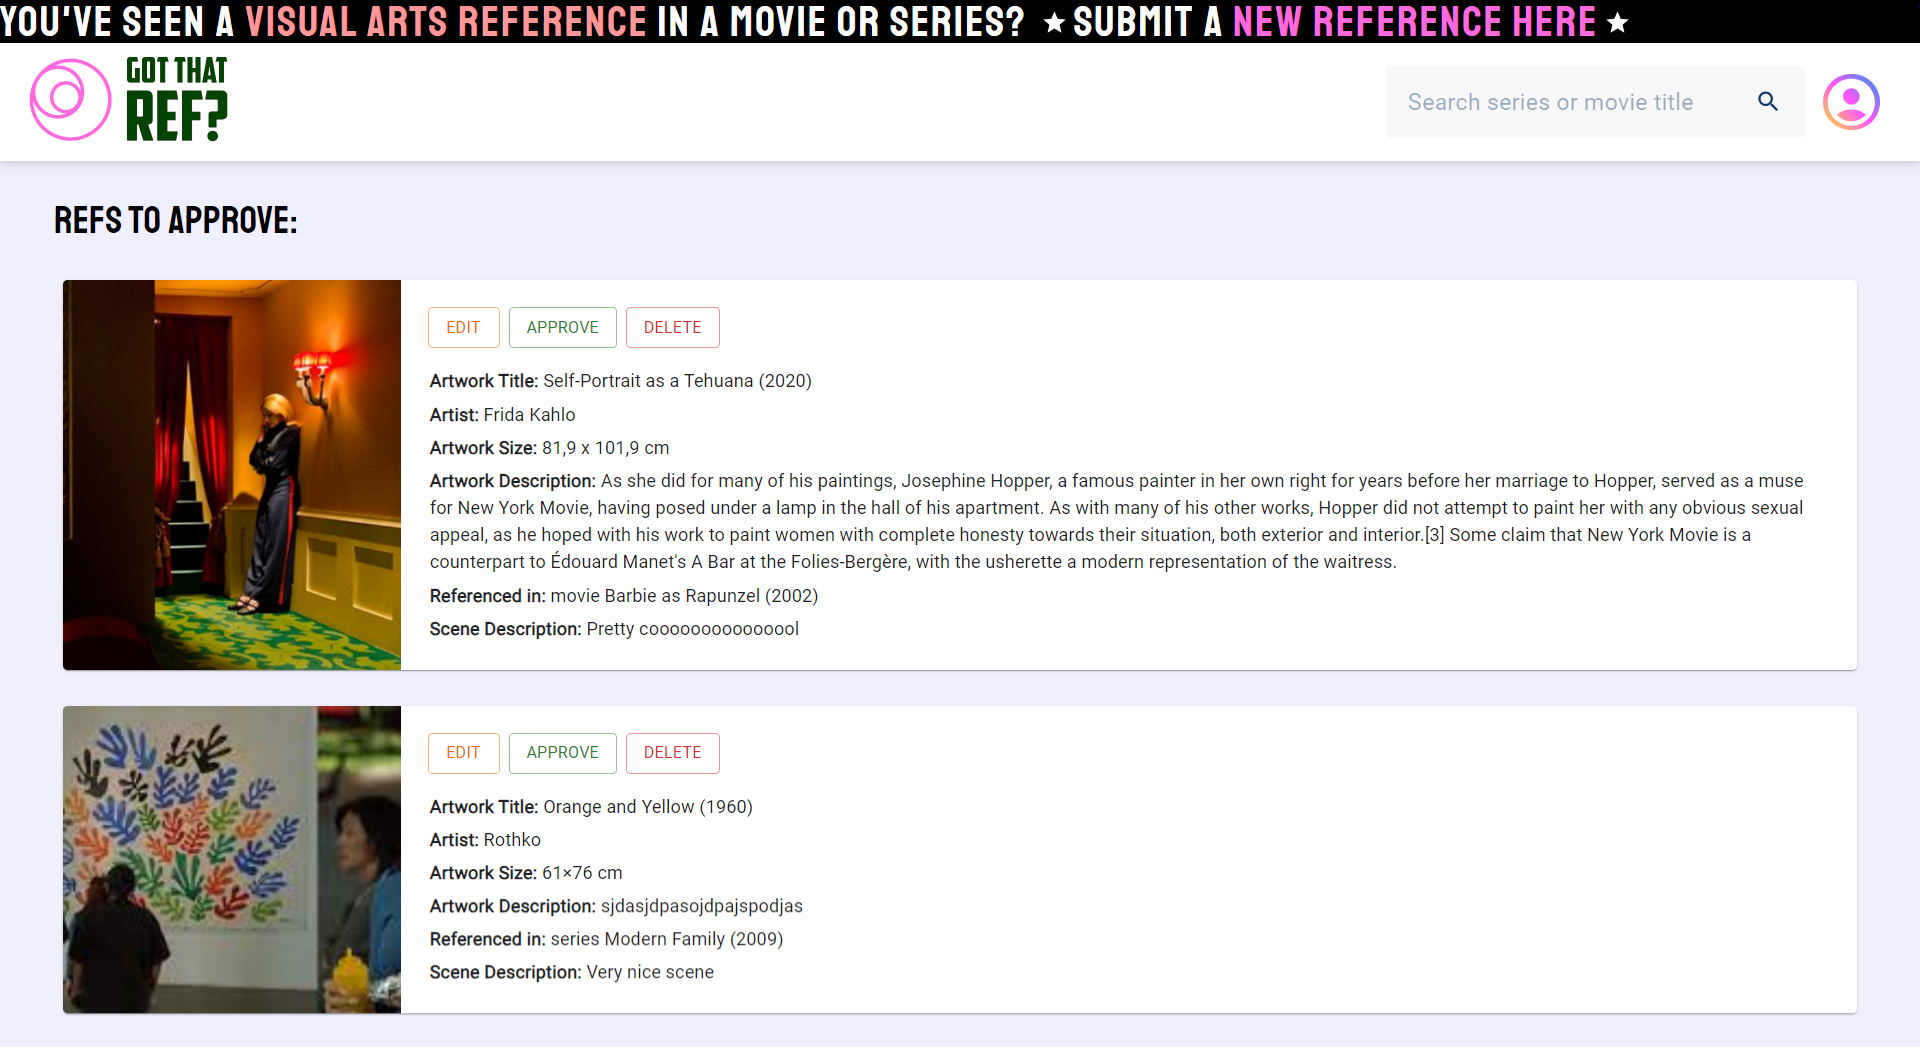 YOU'VE SEEN A VISUAL ARTS REFERENCE IN A MOVIE OR SERIES? ★ SUBMIT A NEW REFERENCE HERE ★
GOT THAT
REF?
Search series or movie title
REFS TO APPROVE:
EDIT APPROVE DELETE
Artwork Title: Self-Portrait as a Tehuana (2020)
Artist: Frida Kahlo
Artwork Size: 81,9 x 101,9 cm
Artwork Description: As she did for many of his paintings, Josephine Hopper, a famous painter in her own right for years before her marriage to Hopper, served as a muse
for New York Movie, having posed under a lamp in the hall of his apartment. As with many of his other works, Hopper did not attempt to paint her with any obvious sexual
appeal, as he hoped with his work to paint women with complete honesty towards their situation, both exterior and interior.[3] Some claim that New York Movie is a
counterpart to Édouard Manet's A Bar at the Folies-Bergère, with the usherette a modern representation of the waitress.
Referenced in: movie Barbie as Rapunzel (2002)
Scene Description: Pretty coooooooooooool
EDIT APPROVE DELETE
Artwork Title: Orange and Yellow (1960)
Artist: Rothko
Artwork Size: 61×76 cm
Artwork Description: sjdasjdpasojdpajspodjas
Referenced in: series Modern Family (2009)
Scene Description: Very nice scene